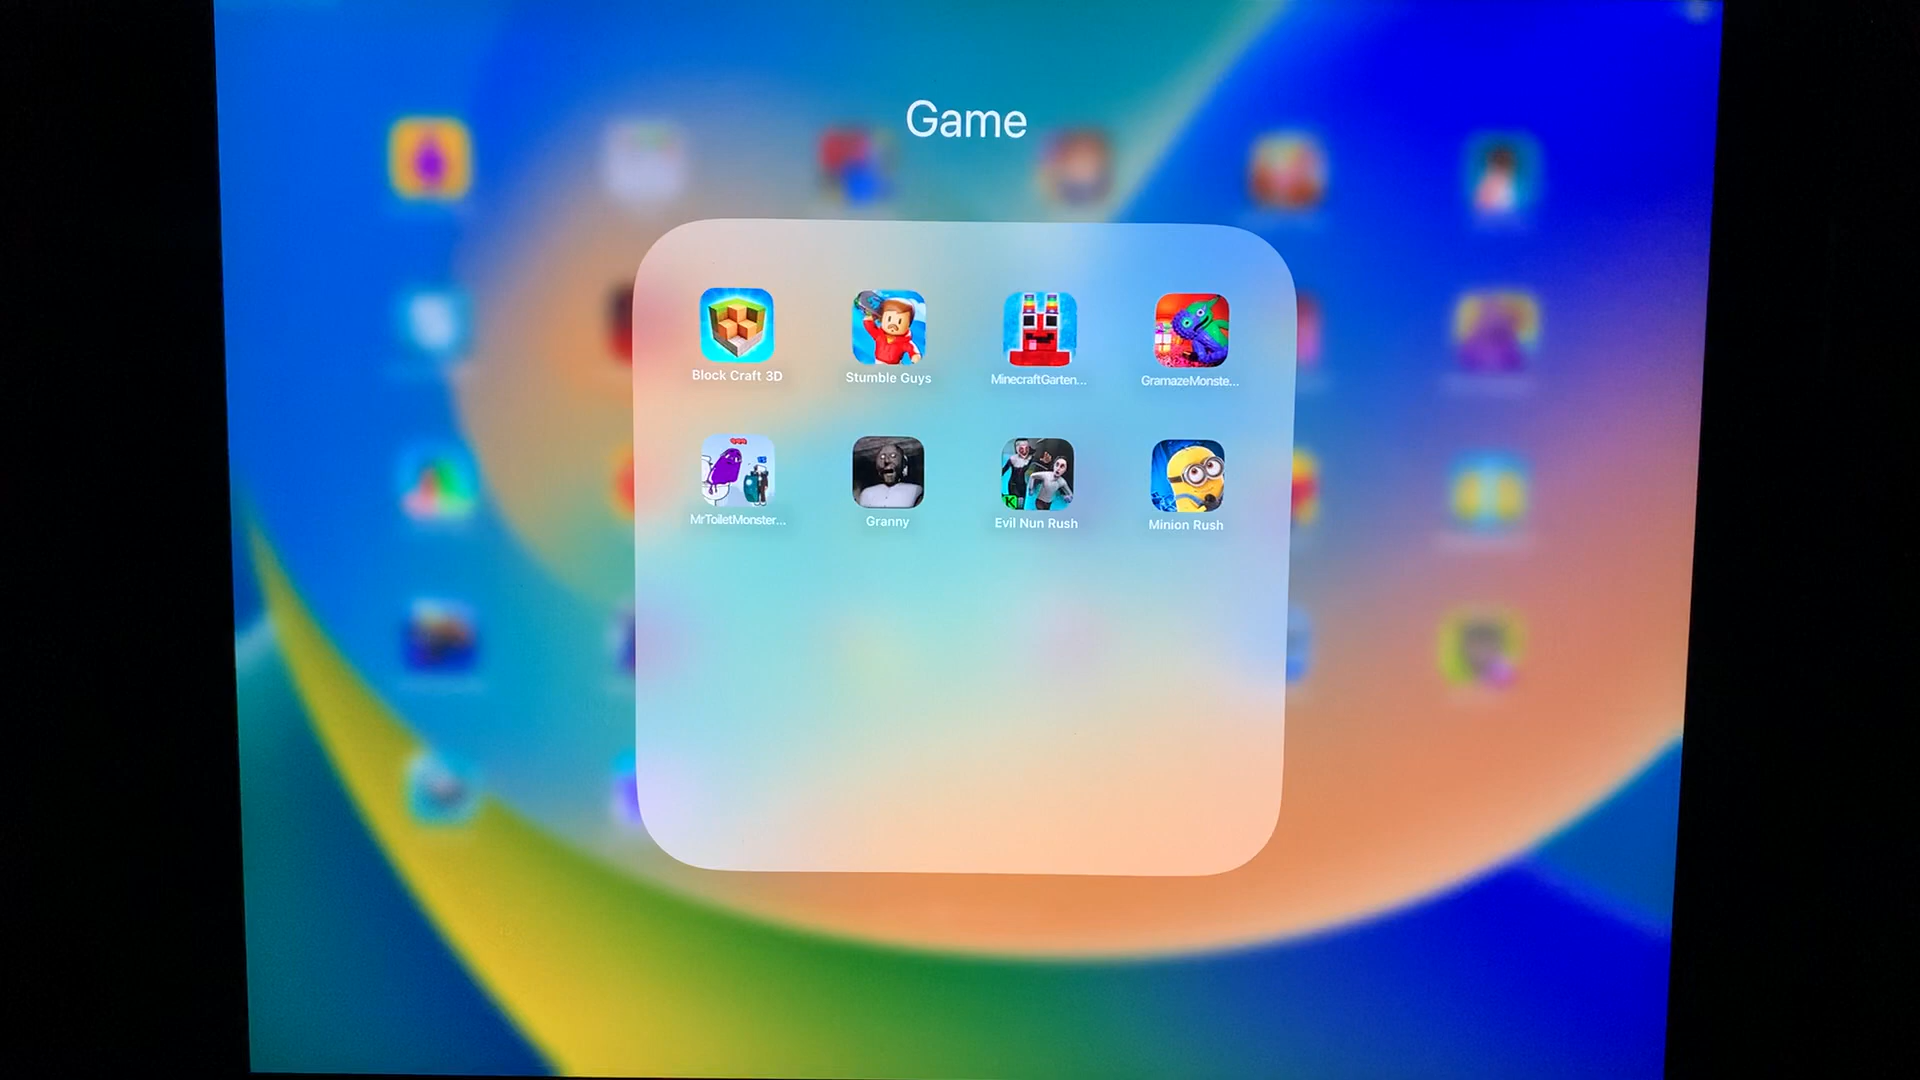 Game
Block Craft 3D
Stumble Guys
MinecraftGarten...
GramazeMonste...
MrToiletMonster...
Granny
Evil Nun Rush
Minion Rush